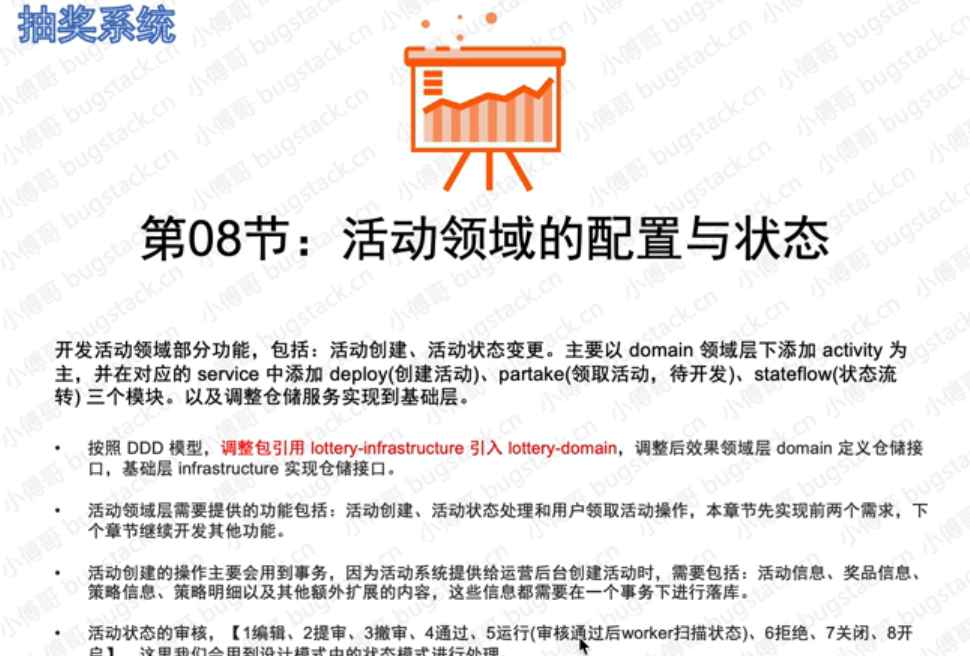 抽奖系统
第08节：活动领域的配置与状态
开发活动领域部分功能，包括：活动创建、活动状态变更。主要以 domain 领域层下添加 activity 为
主，并在对应的 service 中添加 deploy(创建活动)、partake(领取活动，待开发)、stateflow(状态流
转) 三个模块。以及调整仓储服务实现到基础层。
• 按照 DDD 模型，调整包引用 lottery-infrastructure 引入 lottery-domain，调整后效果领域层 domain 定义仓储接
口，基础层 infrastructure 实现仓储接口。
• 活动领域层需要提供的功能包括：活动创建、活动状态处理和用户领取活动操作，本章节先实现前两个需求，下
个章节继续开发其他功能。
• 活动创建的操作主要会用到事务，因为活动系统提供给运营后台创建活动时，需要包括：活动信息、奖品信息、
策略信息、策略明细以及其他额外扩展的内容，这些信息都需要在一个事务下进行落库。
• 活动状态的审核，【1编辑、2提审、3撤审、4通过、5运行(审核通过后worker扫描状态)、6拒绝、7关闭、8开
启】，这里我们会用到设计模式中的状态模式进行处理。
小傅哥 bugstack.cn